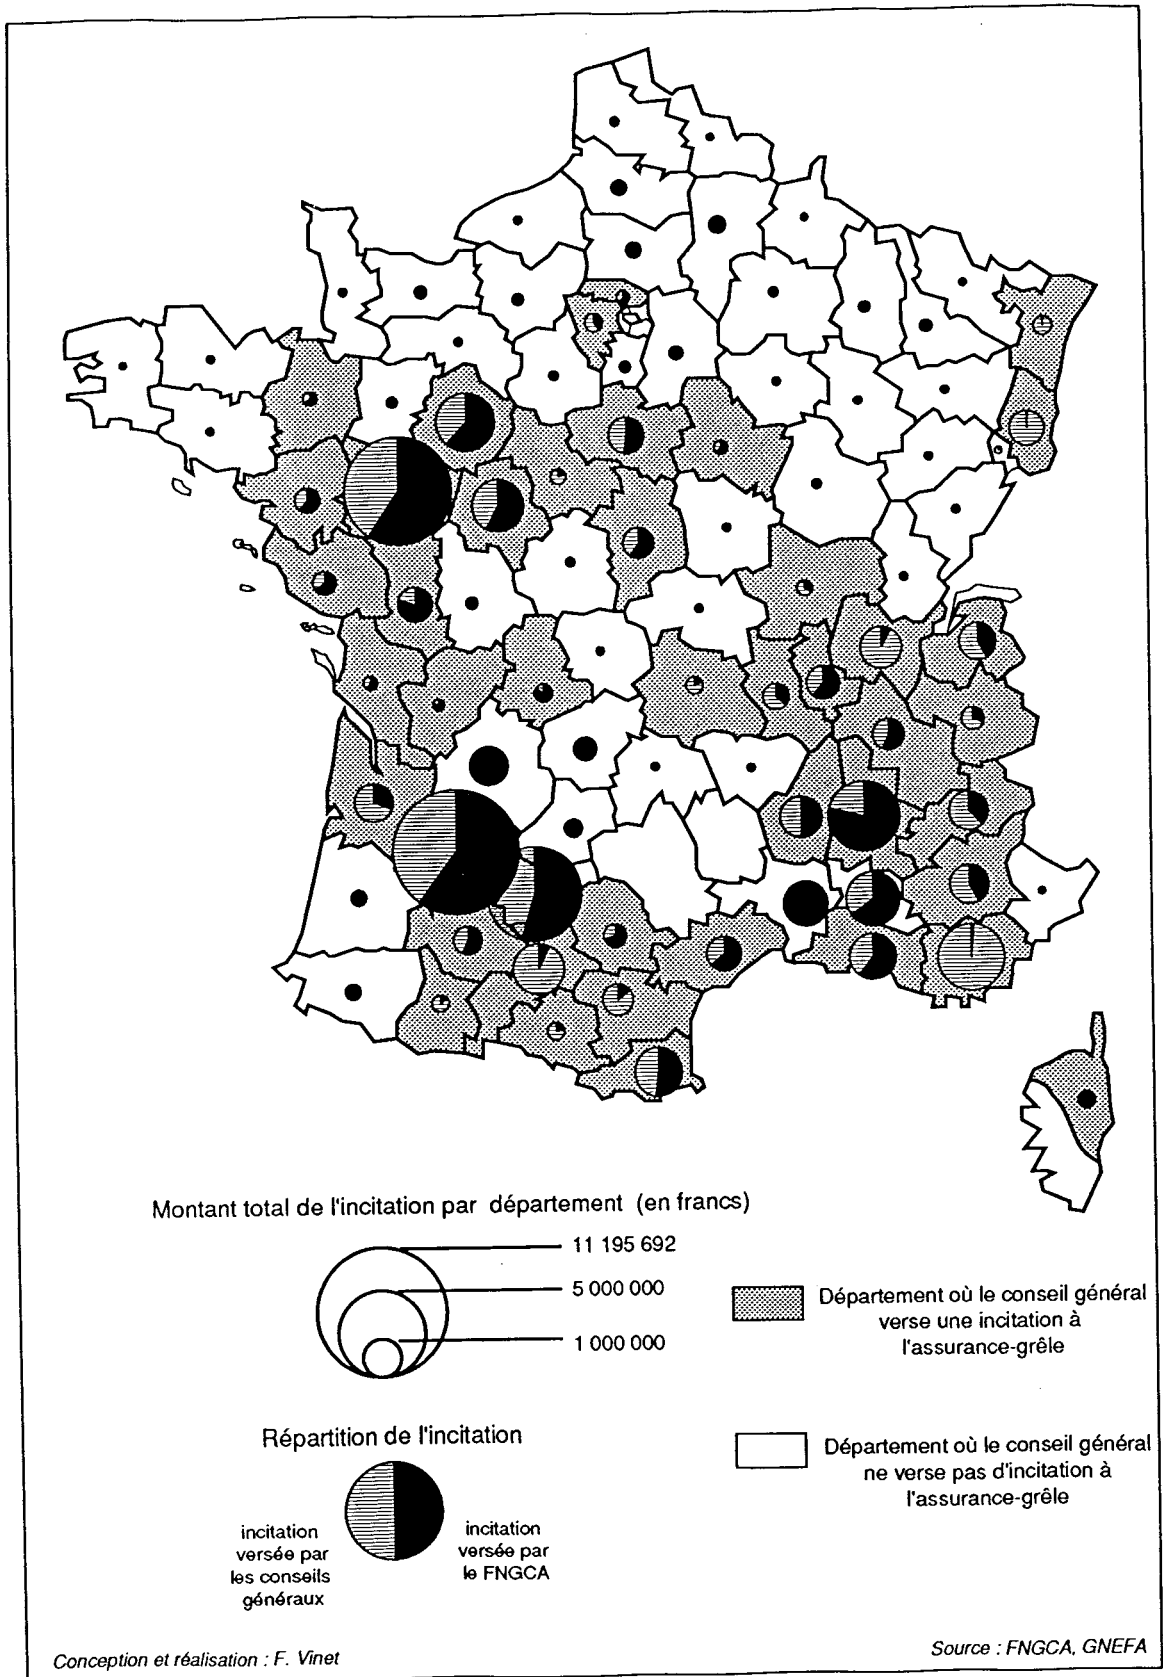 Montant total de l'incitation par département (en francs)
11 195 692
5 000 000
1 000 000
Département où le conseil général
verse une incitation à
l'assurance-grêle
Répartition de l'incitation
incitation
versée par
les conseils
généraux
incitation
versée par
le FNGCA
Département où le conseil général
ne verse pas d'incitation à
l'assurance-grêle
Conception et réalisation : F. Vinet
Source : FNGCA, GNEFA